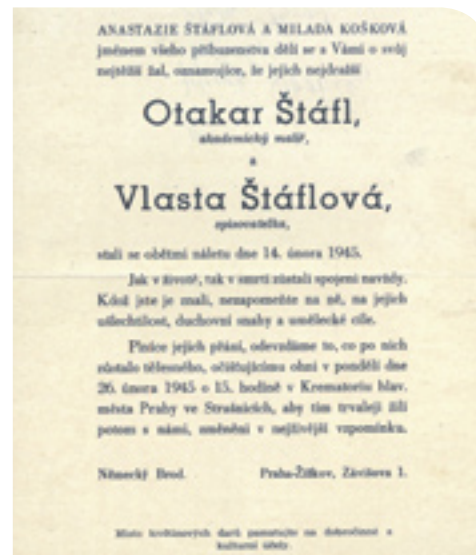 ANASTAZIE ŠTÁFLOVÁ A MILADA KOŠKOVÁ
jménem všeho příbuzenstva dělí se s Vámi o svůj
nejtěžší žal, oznamujíce, že jejich nejdražší
Otakar Štáfl,
akademický malíř,
a
Vlasta Štáflová,
spisovatelka,
stali se obětmi náletu dne 14. února 1945.
Jak v životě, tak v smrti zůstali spojeni navždy.
Kdož jste je znali, nezapomeňte na ně, na jejich
ušlechtilost, duchovní snahy a umělecké cíle.
Plníce jejich přání, odevzdáme to, co po nich
zůstalo tělesného, očišťujícímu ohni v pondělí dne
26. února 1945 o 15. hodině v Krematoriu hlav.
města Prahy ve Strašnicích, aby tím trvaleji žili
potom s námi, směněni v nejživější vzpomínku.
Německý Brod. Praha-Žižkov, Závišova 1.
Místo květinových darů pamatujte na dobročinné a
kulturní účely.